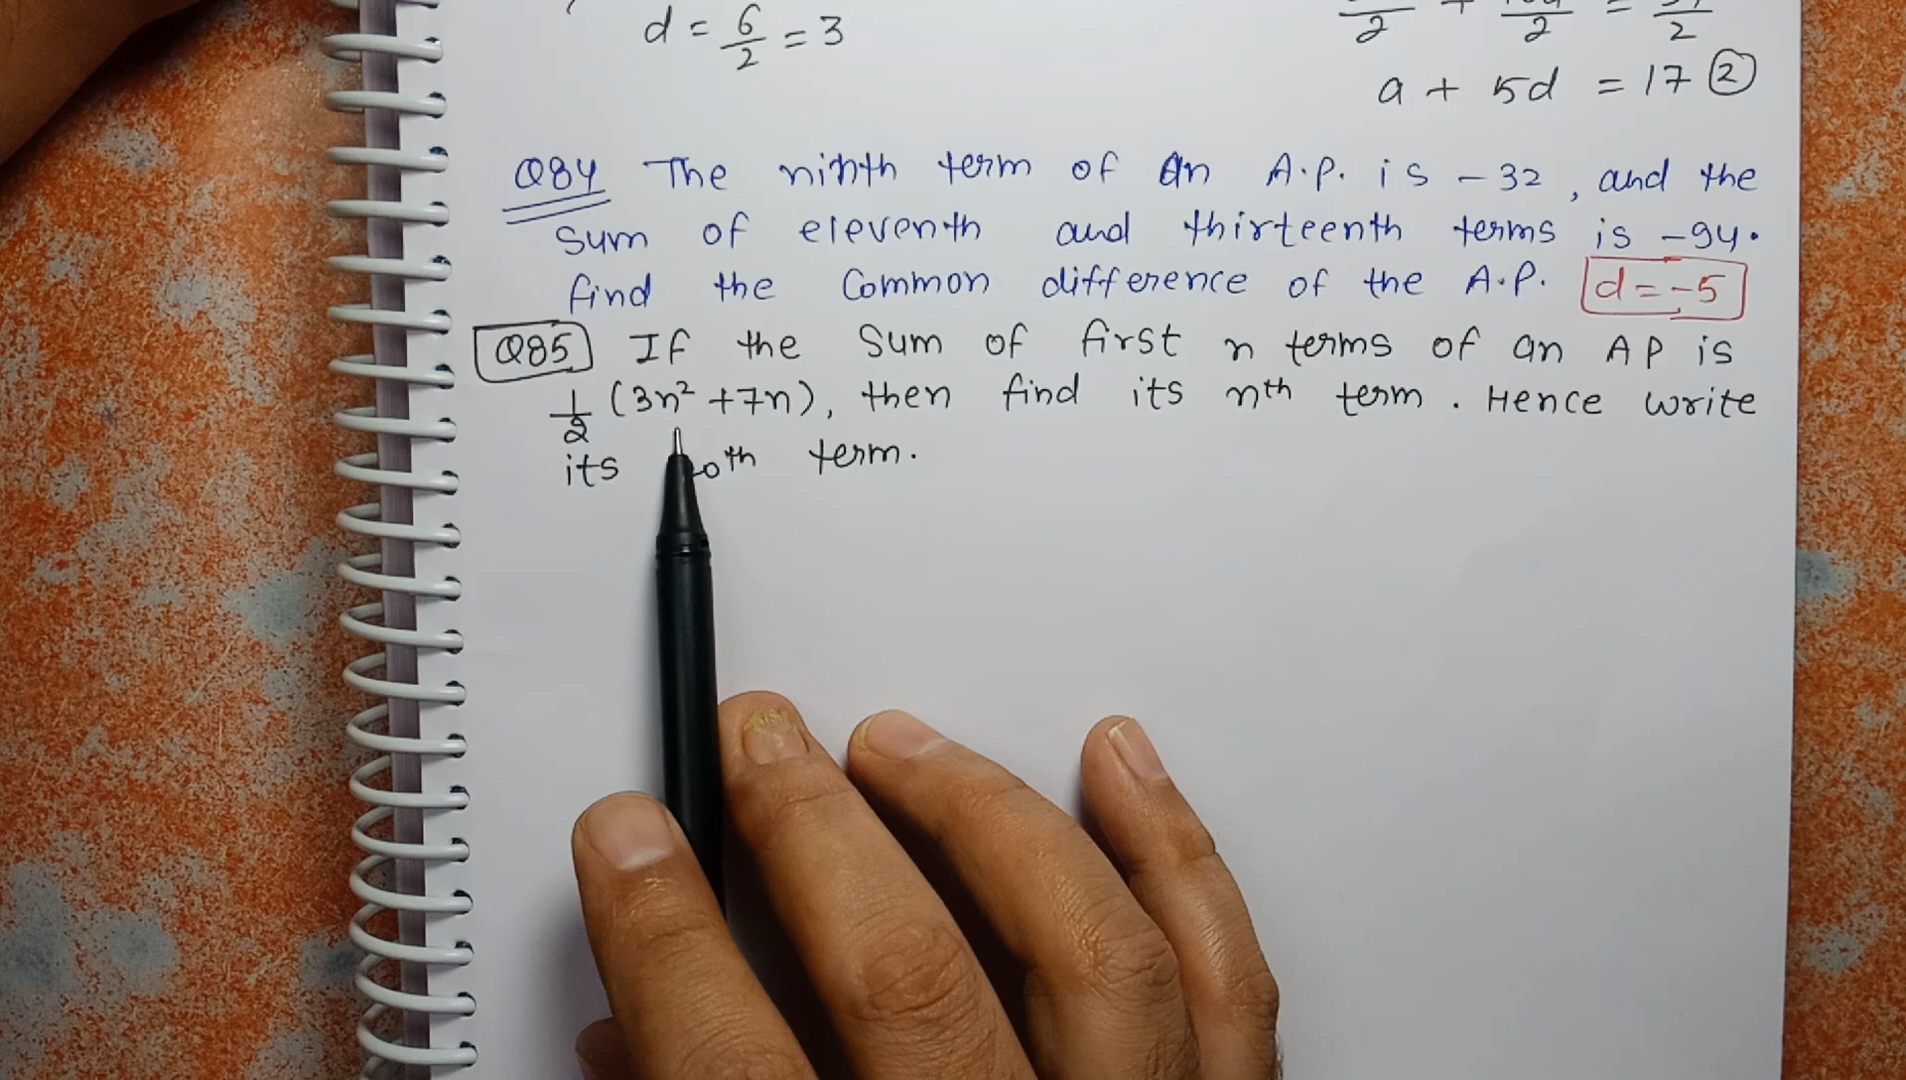 d = 6/2 = 3
a + 5d = 17 ②
Q84 The ninth term of an A.P. is -32, and the
sum of eleventh and thirteenth terms is -94.
find the Common difference of the A.P. d=-5
Q85 If the Sum of first n terms of an AP is
1/2 (3n²+7n), then find its nth term. Hence write
its term.